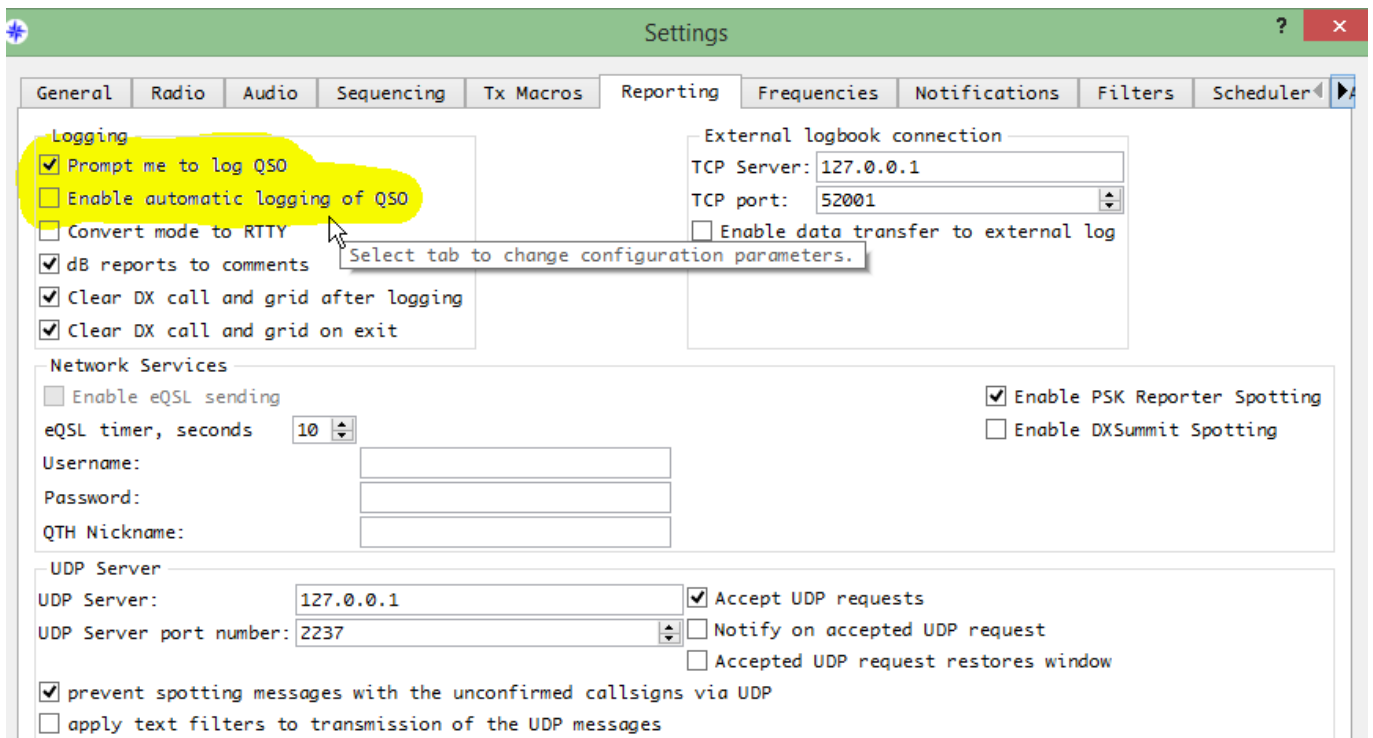 Settings
?
General Radio Audio Sequencing Tx Macros Reporting Frequencies Notifications Filters Scheduler A
Logging
Prompt me to log QSO
Enable automatic logging of QSO
Convert mode to RTTY
dB reports to comments
Clear DX call and grid after logging
Clear DX call and grid on exit
Select tab to change configuration parameters.
External logbook connection
TCP Server: 127.0.0.1
TCP port: 52001
Enable data transfer to external log
Network Services
Enable eQSL sending
eQSL timer, seconds 10
Username:
Password:
QTH Nickname:
Enable PSK Reporter Spotting
Enable DXSummit Spotting
UDP Server
UDP Server: 127.0.0.1
UDP Server port number: 2237
Accept UDP requests
Notify on accepted UDP request
Accepted UDP request restores window
prevent spotting messages with the unconfirmed callsigns via UDP
apply text filters to transmission of the UDP messages